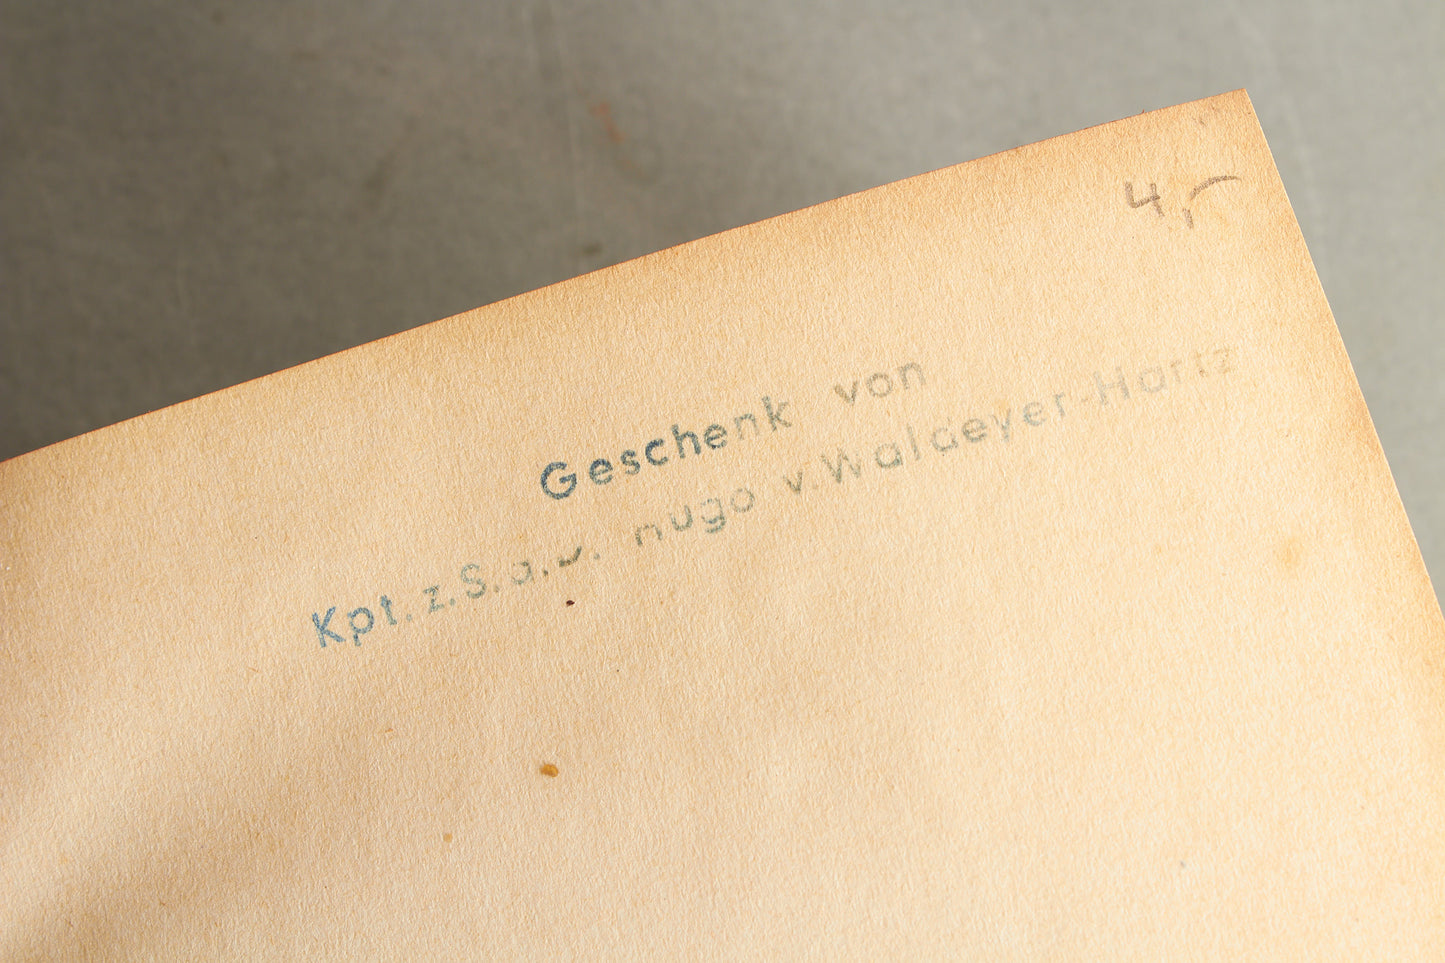 4,-
Geschenk von
Kpt. z. S. a. D. Hugo v. Waldeyer-Hartz